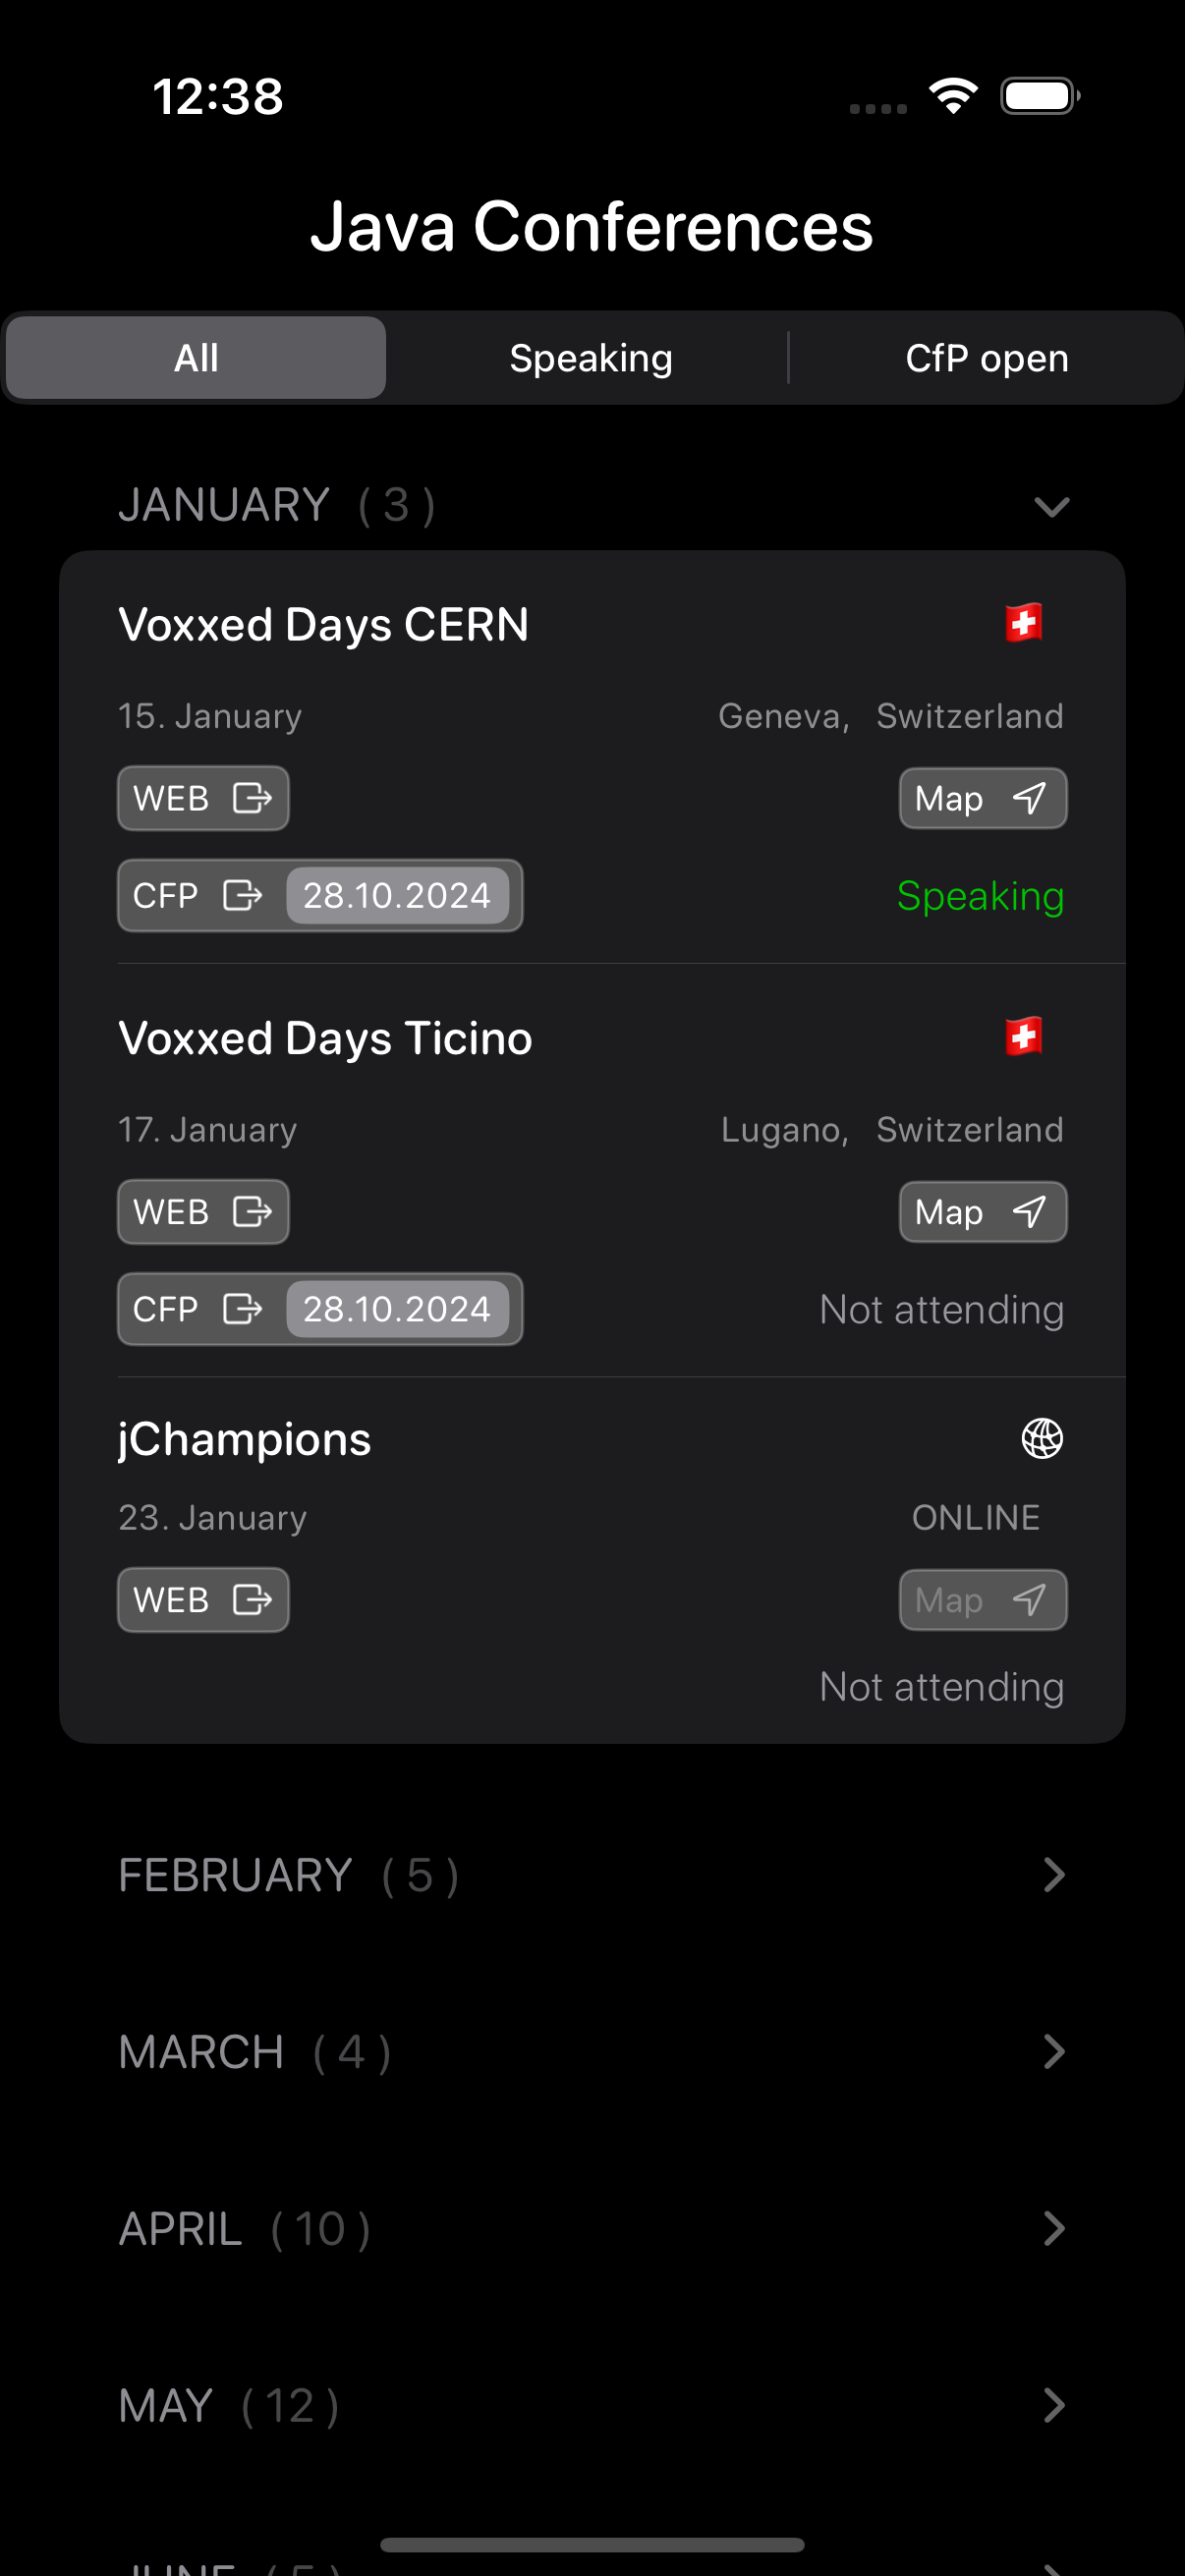 12:38
Java Conferences
All Speaking CfP open
JANUARY ( 3 )
Voxxed Days CERN
15. January Geneva, Switzerland
WEB Map
CFP 28.10.2024 Speaking
Voxxed Days Ticino
17. January Lugano, Switzerland
WEB Map
CFP 28.10.2024 Not attending
jChampions
23. January ONLINE
WEB Map
Not attending
FEBRUARY ( 5 )
MARCH ( 4 )
APRIL ( 10 )
MAY ( 12 )
JUNE ( 5 )